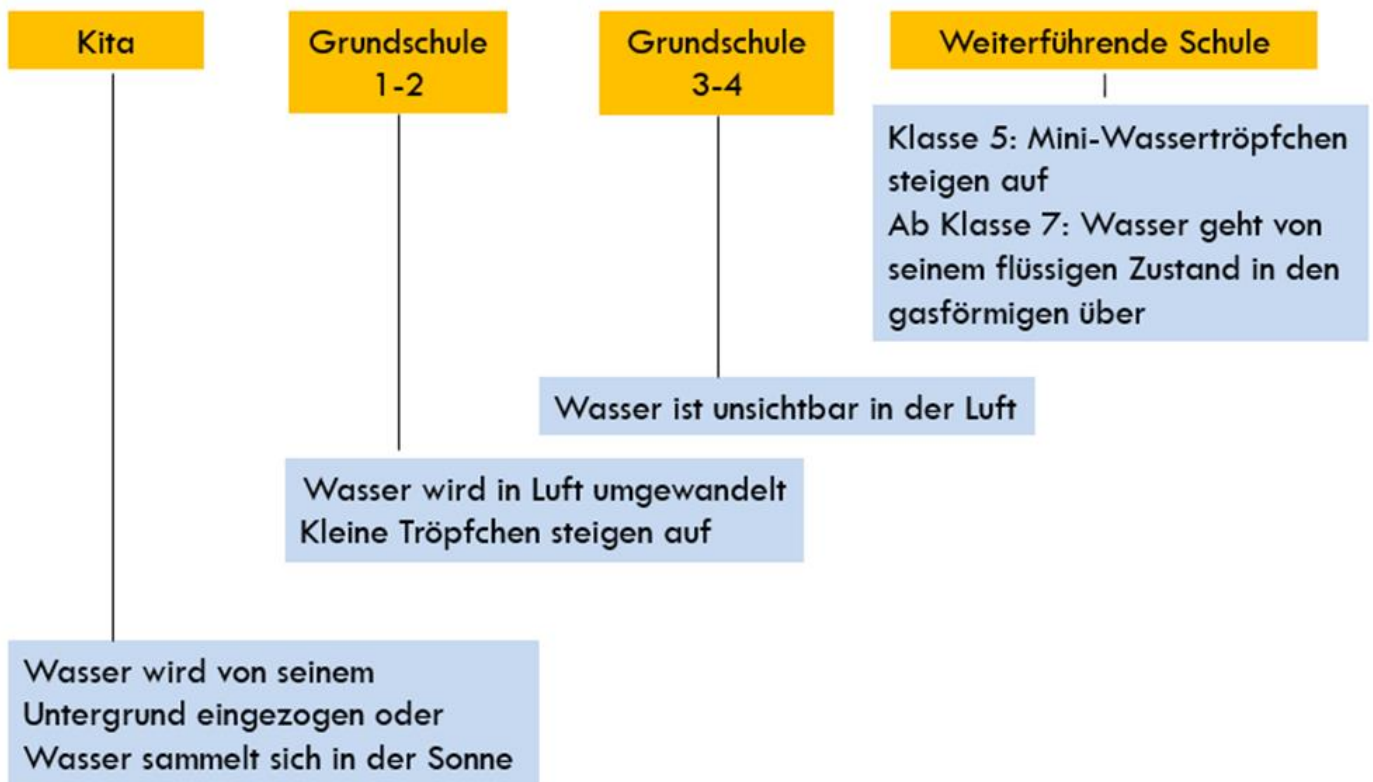 Kita
Grundschule
1-2
Grundschule
3-4
Weiterführende Schule
Klasse 5: Mini-Wassertröpfchen
steigen auf
Ab Klasse 7: Wasser geht von
seinem flüssigen Zustand in den
gasförmigen über
Wasser ist unsichtbar in der Luft
Wasser wird in Luft umgewandelt
Kleine Tröpfchen steigen auf
Wasser wird von seinem
Untergrund eingezogen oder
Wasser sammelt sich in der Sonne